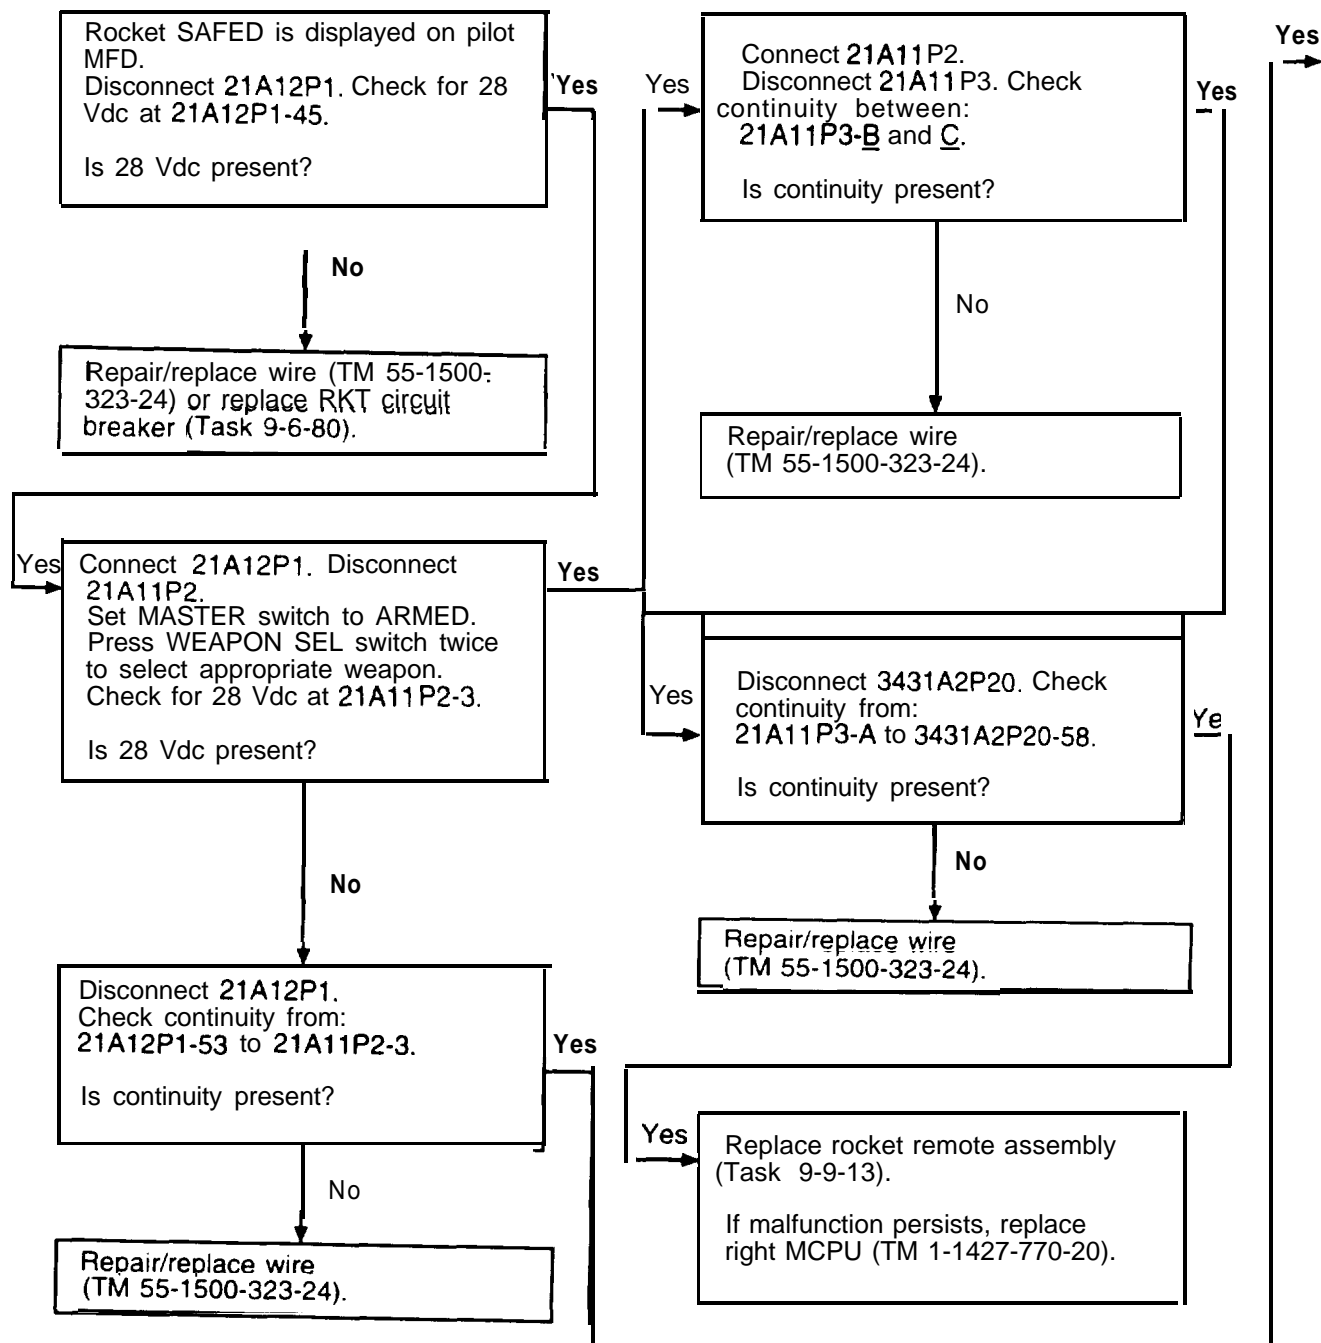 Rocket SAFED is displayed on pilot
MFD.
Disconnect 21A12P1. Check for 28
Vdc at 21A12P1-45.
Is 28 Vdc present?
Yes
No
Repair/replace wire (TM 55-1500-
323-24) or replace RKT circuit
breaker (Task 9-6-80).
Yes
Connect 21A12P1. Disconnect
21A11P2.
Set MASTER switch to ARMED.
Press WEAPON SEL switch twice
to select appropriate weapon.
Check for 28 Vdc at 21A11P2-3.
Is 28 Vdc present?
Yes
No
Disconnect 21A12P1.
Check continuity from:
21A12P1-53 to 21A11P2-3.
Is continuity present?
Yes
No
Repair/replace wire
(TM 55-1500-323-24).
Yes
Connect 21A11P2.
Disconnect 21A11P3. Check
continuity between:
21A11P3-B and C.
Is continuity present?
Yes
No
Repair/replace wire
(TM 55-1500-323-24).
Yes
Disconnect 3431A2P20. Check
continuity from:
21A11P3-A to 3431A2P20-58.
Is continuity present?
Ye
No
Repair/replace wire
(TM 55-1500-323-24).
Yes
Replace rocket remote assembly
(Task 9-9-13).
If malfunction persists, replace
right MCPU (TM 1-1427-770-20).
Yes